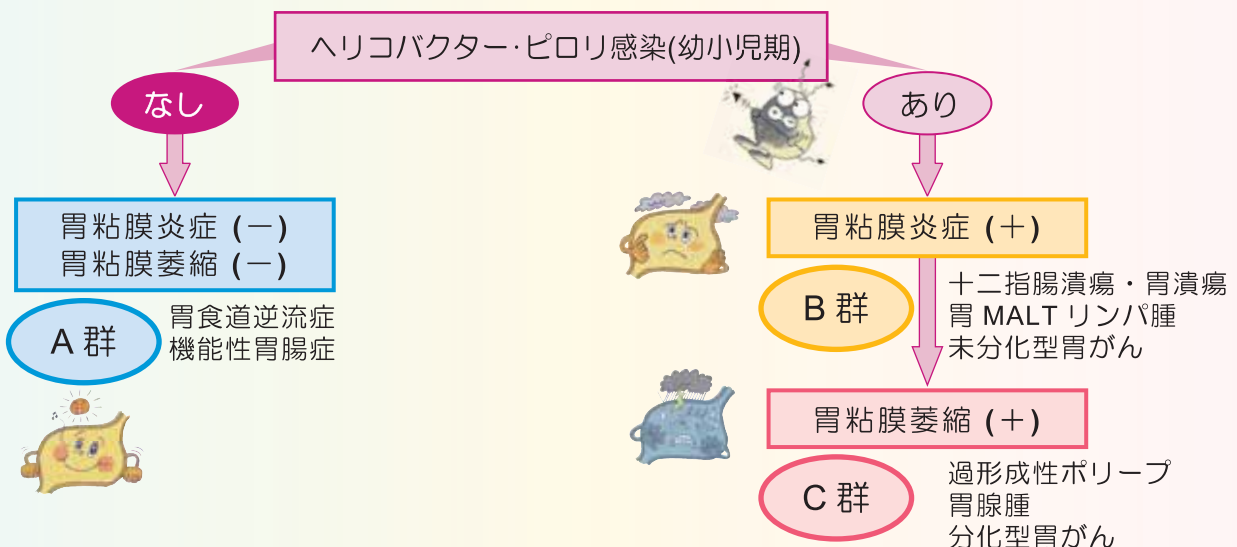 ヘリコバクター・ピロリ感染(幼小児期)
なし
あり
胃粘膜炎症 (－)
胃粘膜萎縮 (－)
A 群
胃食道逆流症
機能性胃腸症
胃粘膜炎症 (＋)
B 群
十二指腸潰瘍・胃潰瘍
胃 MALT リンパ腫
未分化型胃がん
胃粘膜萎縮 (＋)
C 群
過形成性ポリープ
胃腺腫
分化型胃がん